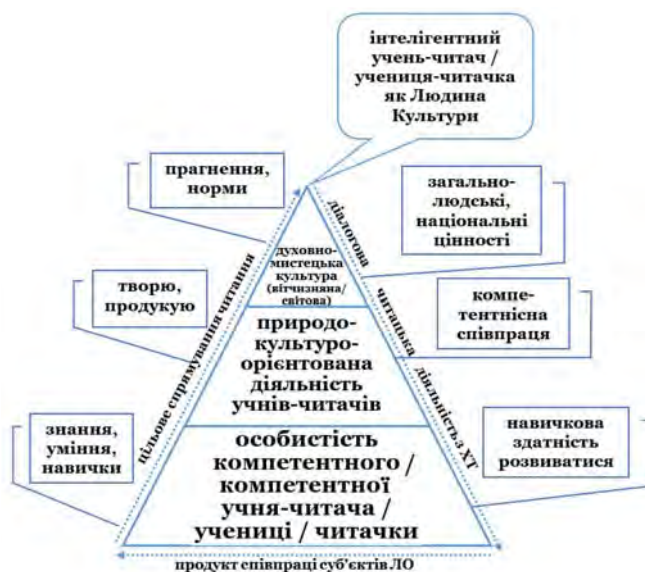 інтелігентний
учень-читач /
учениця-читачка
як Людина
Культури
прагнення,
норми
загально-
людські,
національні
цінності
духовно-
мистецька
культура
(вітчизняна/
світова)
творю,
продукую
компе-
тентнісна
співпраця
природо-
культуро-
орієнтована
діяльність
учнів-читачів
цільове спрямування читання
діалогова читацька діяльність з ХТ
знання,
уміння,
навички
навичкова
здатність
розвиватися
особистість
компетентного /
компетентної
учня-читача /
учениці / читачки
продукт співпраці суб'єктів ЛО